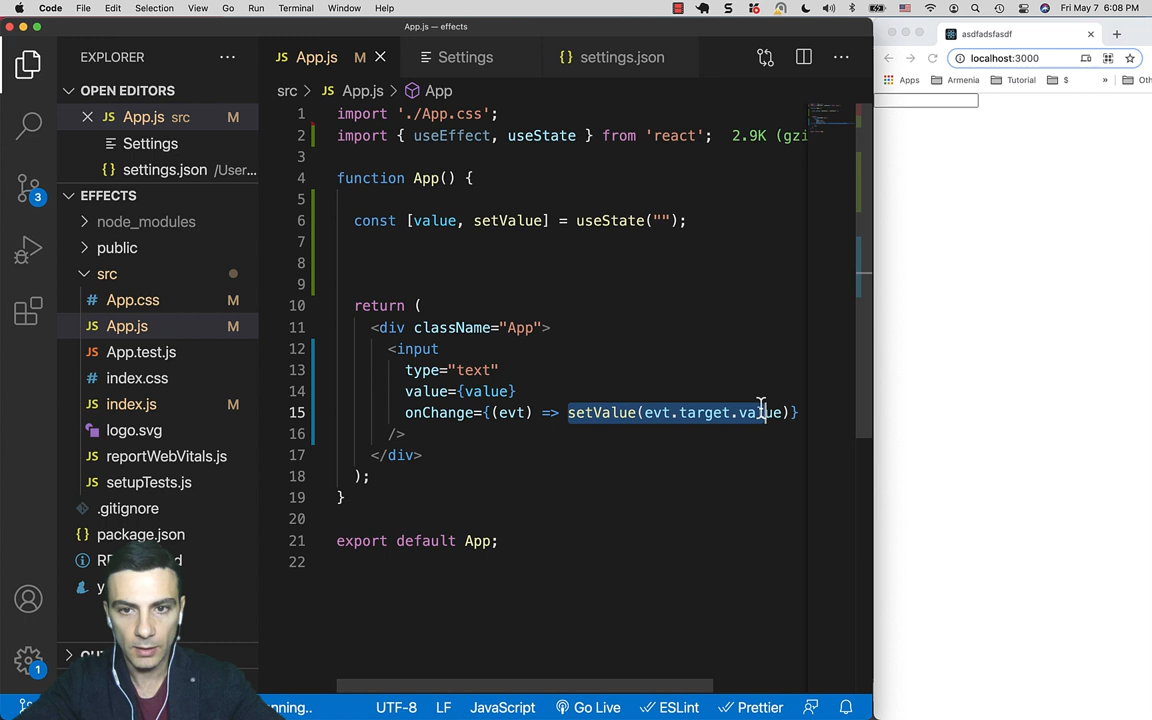 Code File Edit Selection View Go Run Terminal Window Help
Fri May 7 6:08 PM
App.js — effects
asdfadsfasdf
localhost:3000
Apps Armenia Tutorial $ » Oth
EXPLORER ···
JS App.js M × Settings {} settings.json ···
src > JS App.js > App
OPEN EDITORS
× JS App.js src M
Settings
{} settings.json /User...
EFFECTS
node_modules
public
src
# App.css M
JS App.js M
JS App.test.js
# index.css
JS index.js M
logo.svg
JS reportWebVitals.js
JS setupTests.js
.gitignore
{} package.json
3
1
1 import './App.css';
2 import { useEffect, useState } from 'react'; 2.9K (gzi
3
4 function App() {
5
6 const [value, setValue] = useState("");
7
8
9
10 return (
11 <div className="App">
12 <input
13 type="text"
14 value={value}
15 onChange={(evt) => setValue(evt.target.value)}
16 />
17 </div>
18 );
19 }
20
21 export default App;
22
UTF-8 LF JavaScript Go Live ESLint Prettier